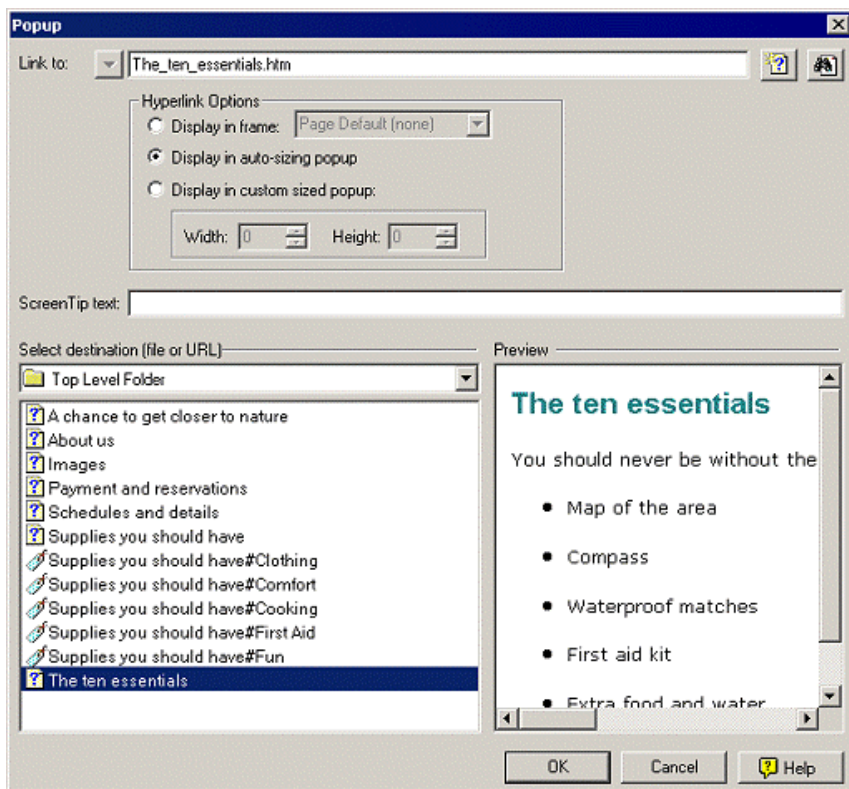 Popup
Link to: The_ten_essentials.htm
Hyperlink Options
Display in frame: Page Default (none)
Display in auto-sizing popup
Display in custom sized popup:
Width: 0 Height: 0
ScreenTip text:
Select destination (file or URL)
Top Level Folder
A chance to get closer to nature
About us
Images
Payment and reservations
Schedules and details
Supplies you should have
Supplies you should have#Clothing
Supplies you should have#Comfort
Supplies you should have#Cooking
Supplies you should have#First Aid
Supplies you should have#Fun
The ten essentials
Preview
The ten essentials
You should never be without the
Map of the area
Compass
Waterproof matches
First aid kit
Extra food and water
OK Cancel Help